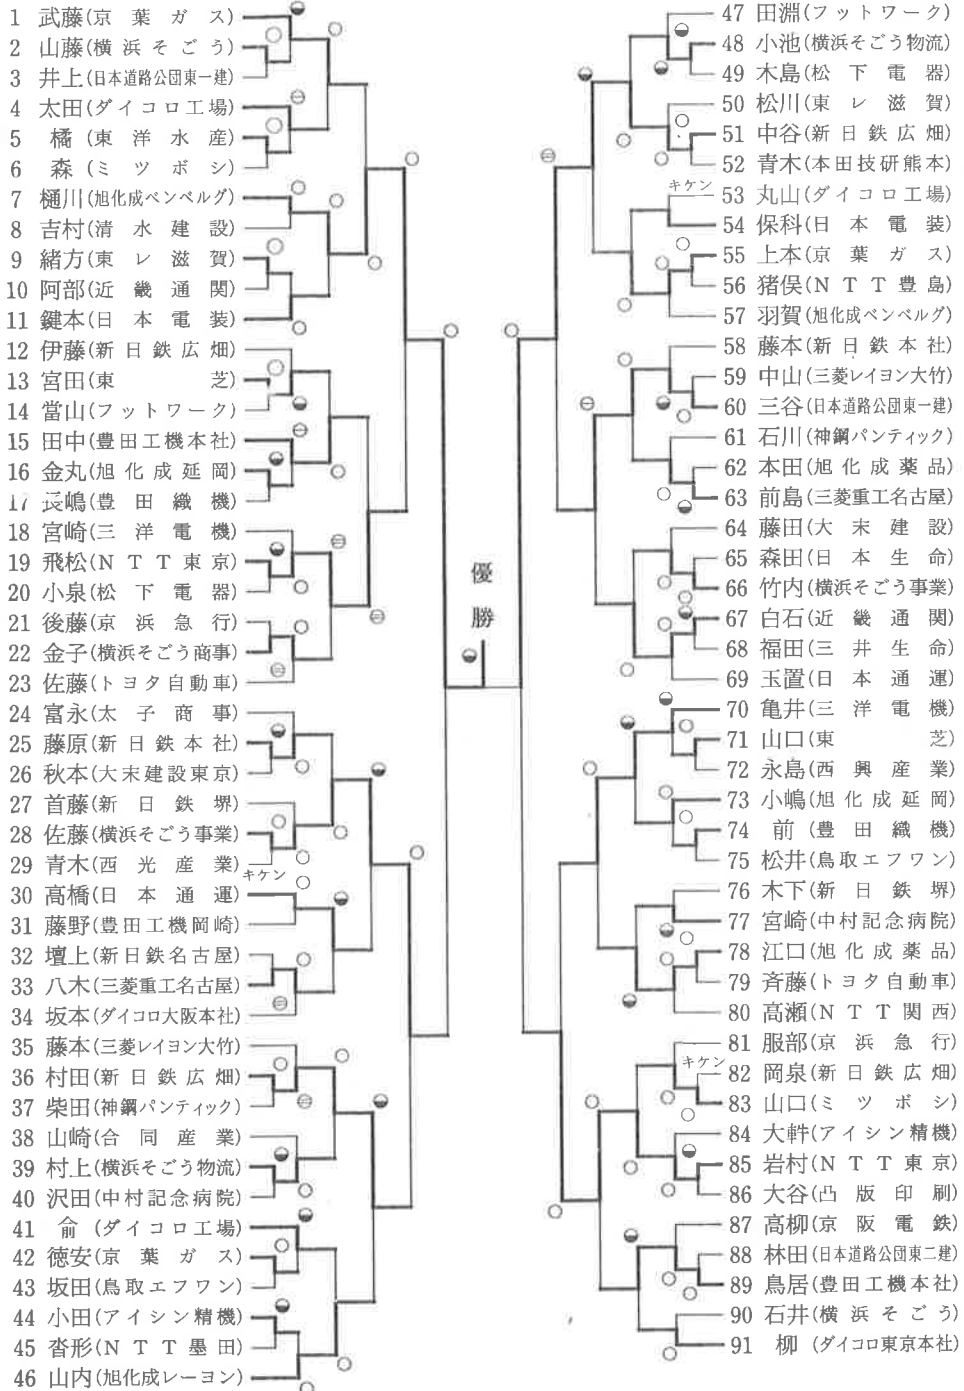 1 武藤(京葉ガス)
2 山藤(横浜そごう)
3 井上(日本道路公団東一建)
4 太田(ダイコロ工場)
5 橘(東洋水産)
6 森(ミツボシ)
7 樋川(旭化成ベンベルグ)
8 吉村(清水建設)
9 緒方(東レ滋賀)
10 阿部(近畿通関)
11 鍵本(日本電装)
12 伊藤(新日鉄広畑)
13 宮田(東芝)
14 當山(フットワーク)
15 田中(豊田工機本社)
16 金丸(旭化成延岡)
17 長嶋(豊田織機)
18 宮崎(三洋電機)
19 飛松(NTT東京)
20 小泉(松下電器)
21 後藤(京浜急行)
22 金子(横浜そごう商事)
23 佐藤(トヨタ自動車)
24 富永(太子商事)
25 藤原(新日鉄本社)
26 秋本(大末建設東京)
27 首藤(新日鉄堺)
28 佐藤(横浜そごう事業)
29 青木(西光産業)
キケン
30 高橋(日本通運)
31 藤野(豊田工機岡崎)
32 壇上(新日鉄名古屋)
33 八木(三菱重工名古屋)
34 坂本(ダイコロ大阪本社)
35 藤本(三菱レイヨン大竹)
36 村田(新日鉄広畑)
37 柴田(神鋼パンティック)
38 山崎(合同産業)
39 村上(横浜そごう物流)
40 沢田(中村記念病院)
41 俞(ダイコロ工場)
42 徳安(京葉ガス)
43 坂田(鳥取エフワン)
44 小田(アイシン精機)
45 沓形(NTT墨田)
46 山内(旭化成レーヨン)
優勝
47 田淵(フットワーク)
48 小池(横浜そごう物流)
49 木島(松下電器)
50 松川(東レ滋賀)
51 中谷(新日鉄広畑)
52 青木(本田技研熊本)
キケン
53 丸山(ダイコロ工場)
54 保科(日本電装)
55 上本(京葉ガス)
56 猪俣(NTT豊島)
57 羽賀(旭化成ベンベルグ)
58 藤本(新日鉄本社)
59 中山(三菱レイヨン大竹)
60 三谷(日本道路公団東一建)
61 石川(神鋼パンティック)
62 本田(旭化成薬品)
63 前島(三菱重工名古屋)
64 藤田(大末建設)
65 森田(日本生命)
66 竹内(横浜そごう事業)
67 白石(近畿通関)
68 福田(三井生命)
69 玉置(日本通運)
70 亀井(三洋電機)
71 山口(東芝)
72 永島(西興産業)
73 小嶋(旭化成延岡)
74 前(豊田織機)
75 松井(鳥取エフワン)
76 木下(新日鉄堺)
77 宮崎(中村記念病院)
78 江口(旭化成薬品)
79 斉藤(トヨタ自動車)
80 高瀬(NTT関西)
81 服部(京浜急行)
キケン
82 岡泉(新日鉄広畑)
83 山口(ミツボシ)
84 大軒(アイシン精機)
85 岩村(NTT東京)
86 大谷(凸版印刷)
87 高柳(京阪電鉄)
88 林田(日本道路公団東二建)
89 鳥居(豊田工機本社)
90 石井(横浜そごう)
91 柳(ダイコロ東京本社)